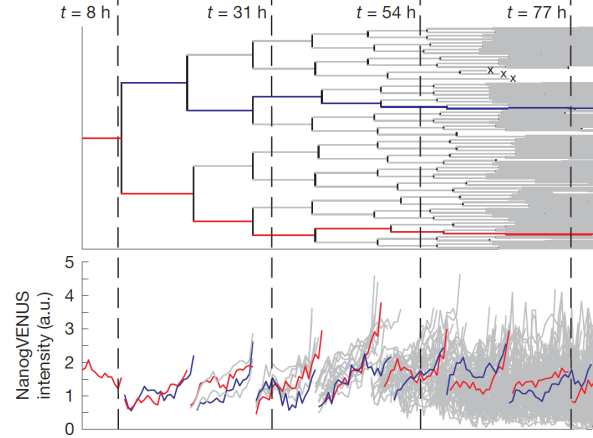 t = 8 h t = 31 h t = 54 h t = 77 h
x x x
5
4
3
2
1
0
NanogVENUS
intensity (a.u.)